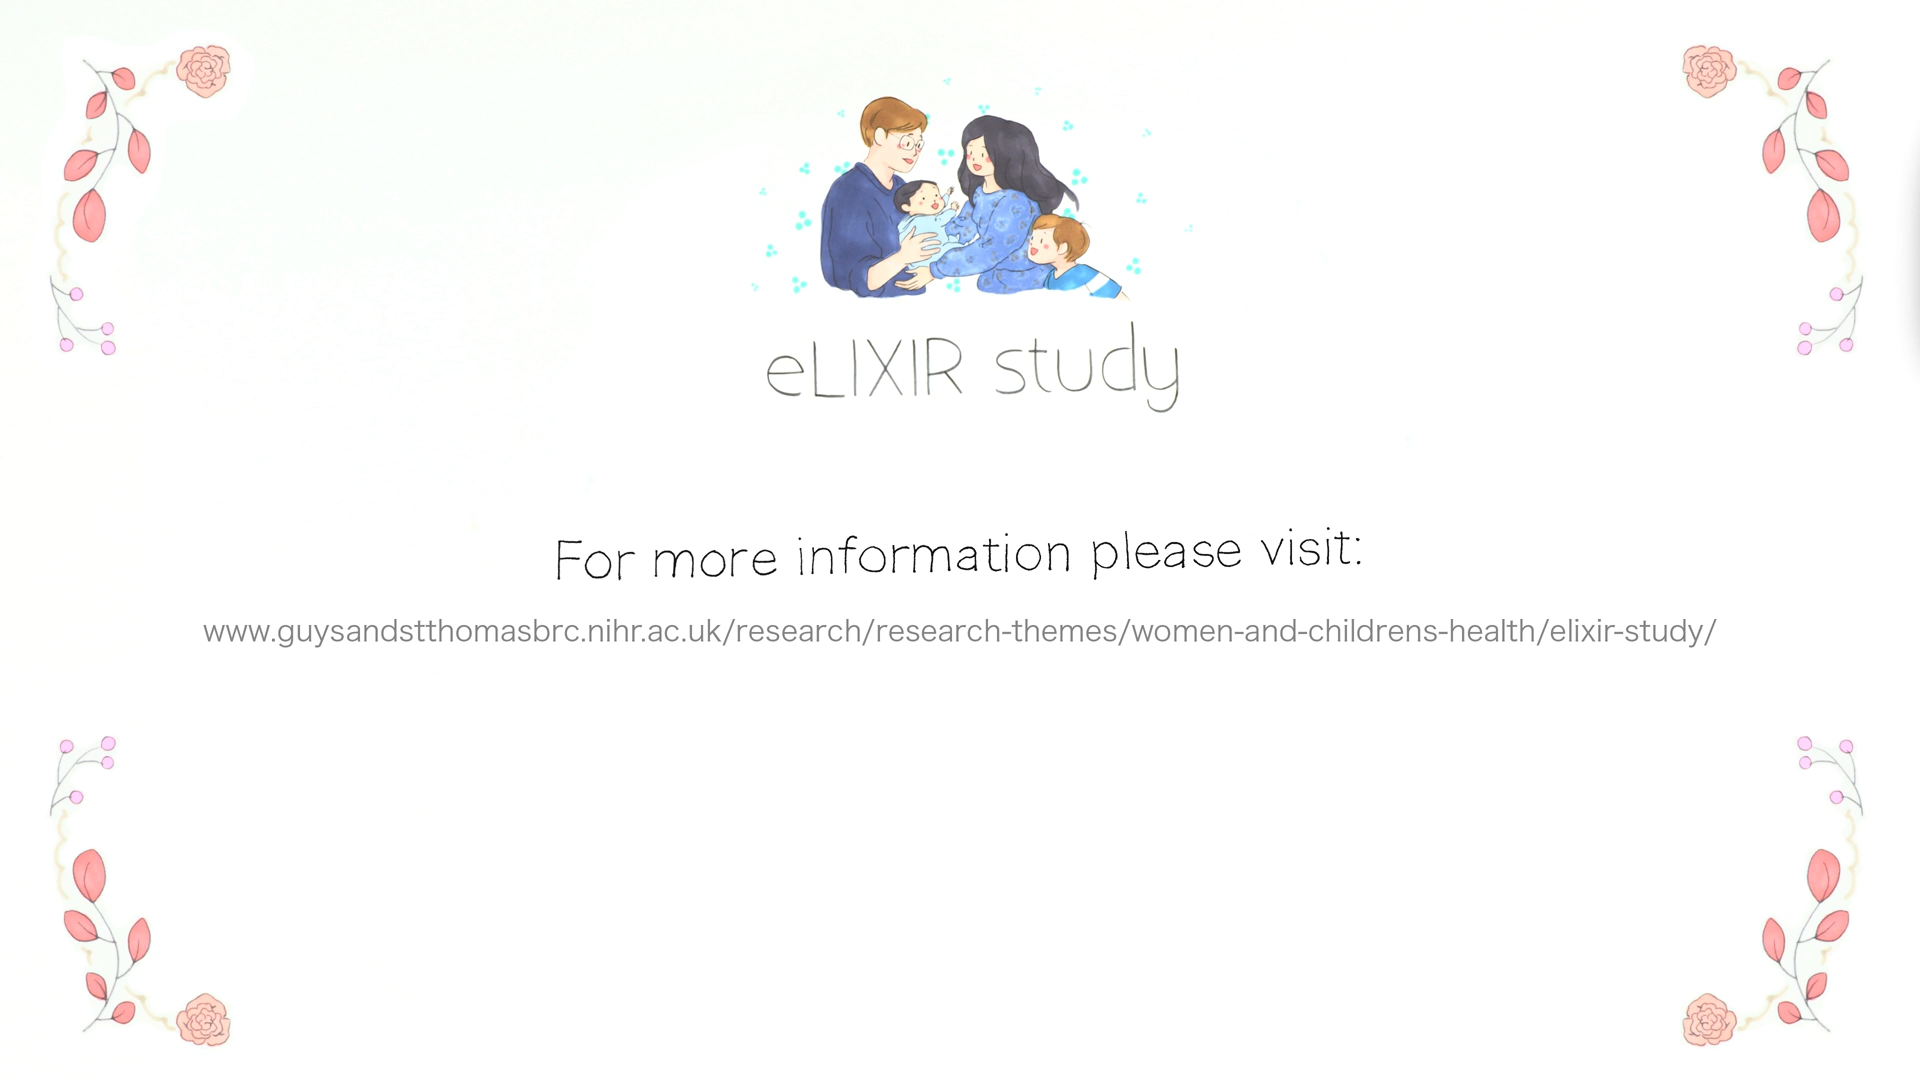 eLIXIR study
For more information please visit:
www.guysandstthomasbrc.nihr.ac.uk/research/research-themes/women-and-childrens-health/elixir-study/